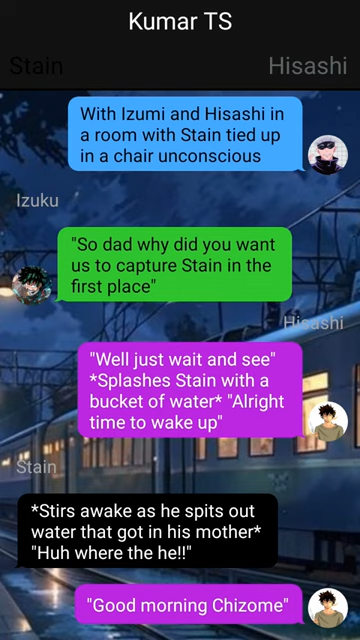 Kumar TS
Stain
Hisashi
With Izumi and Hisashi in
a room with Stain tied up
in a chair unconscious
Izuku
"So dad why did you want
us to capture Stain in the
first place"
Hisashi
"Well just wait and see"
*Splashes Stain with a
bucket of water* "Alright
time to wake up"
Stain
*Stirs awake as he spits out
water that got in his mother*
"Huh where the he!!"
"Good morning Chizome"